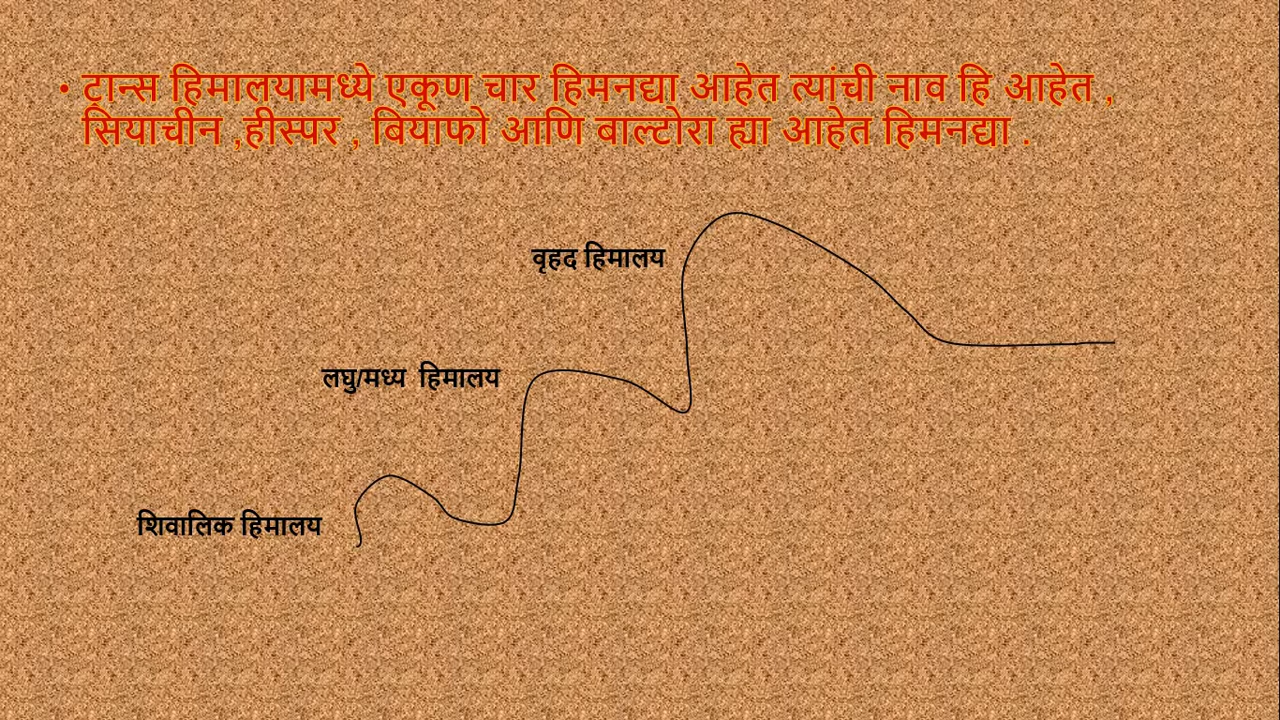 • ट्रान्स हिमालयामध्ये एकूण चार हिमनद्या आहेत त्यांची नाव हि आहेत ,
सियाचीन ,हीस्पर , बियाफो आणि बाल्टोरा ह्या आहेत हिमनद्या .
वृहद हिमालय
लघु/मध्य हिमालय
शिवालिक हिमालय